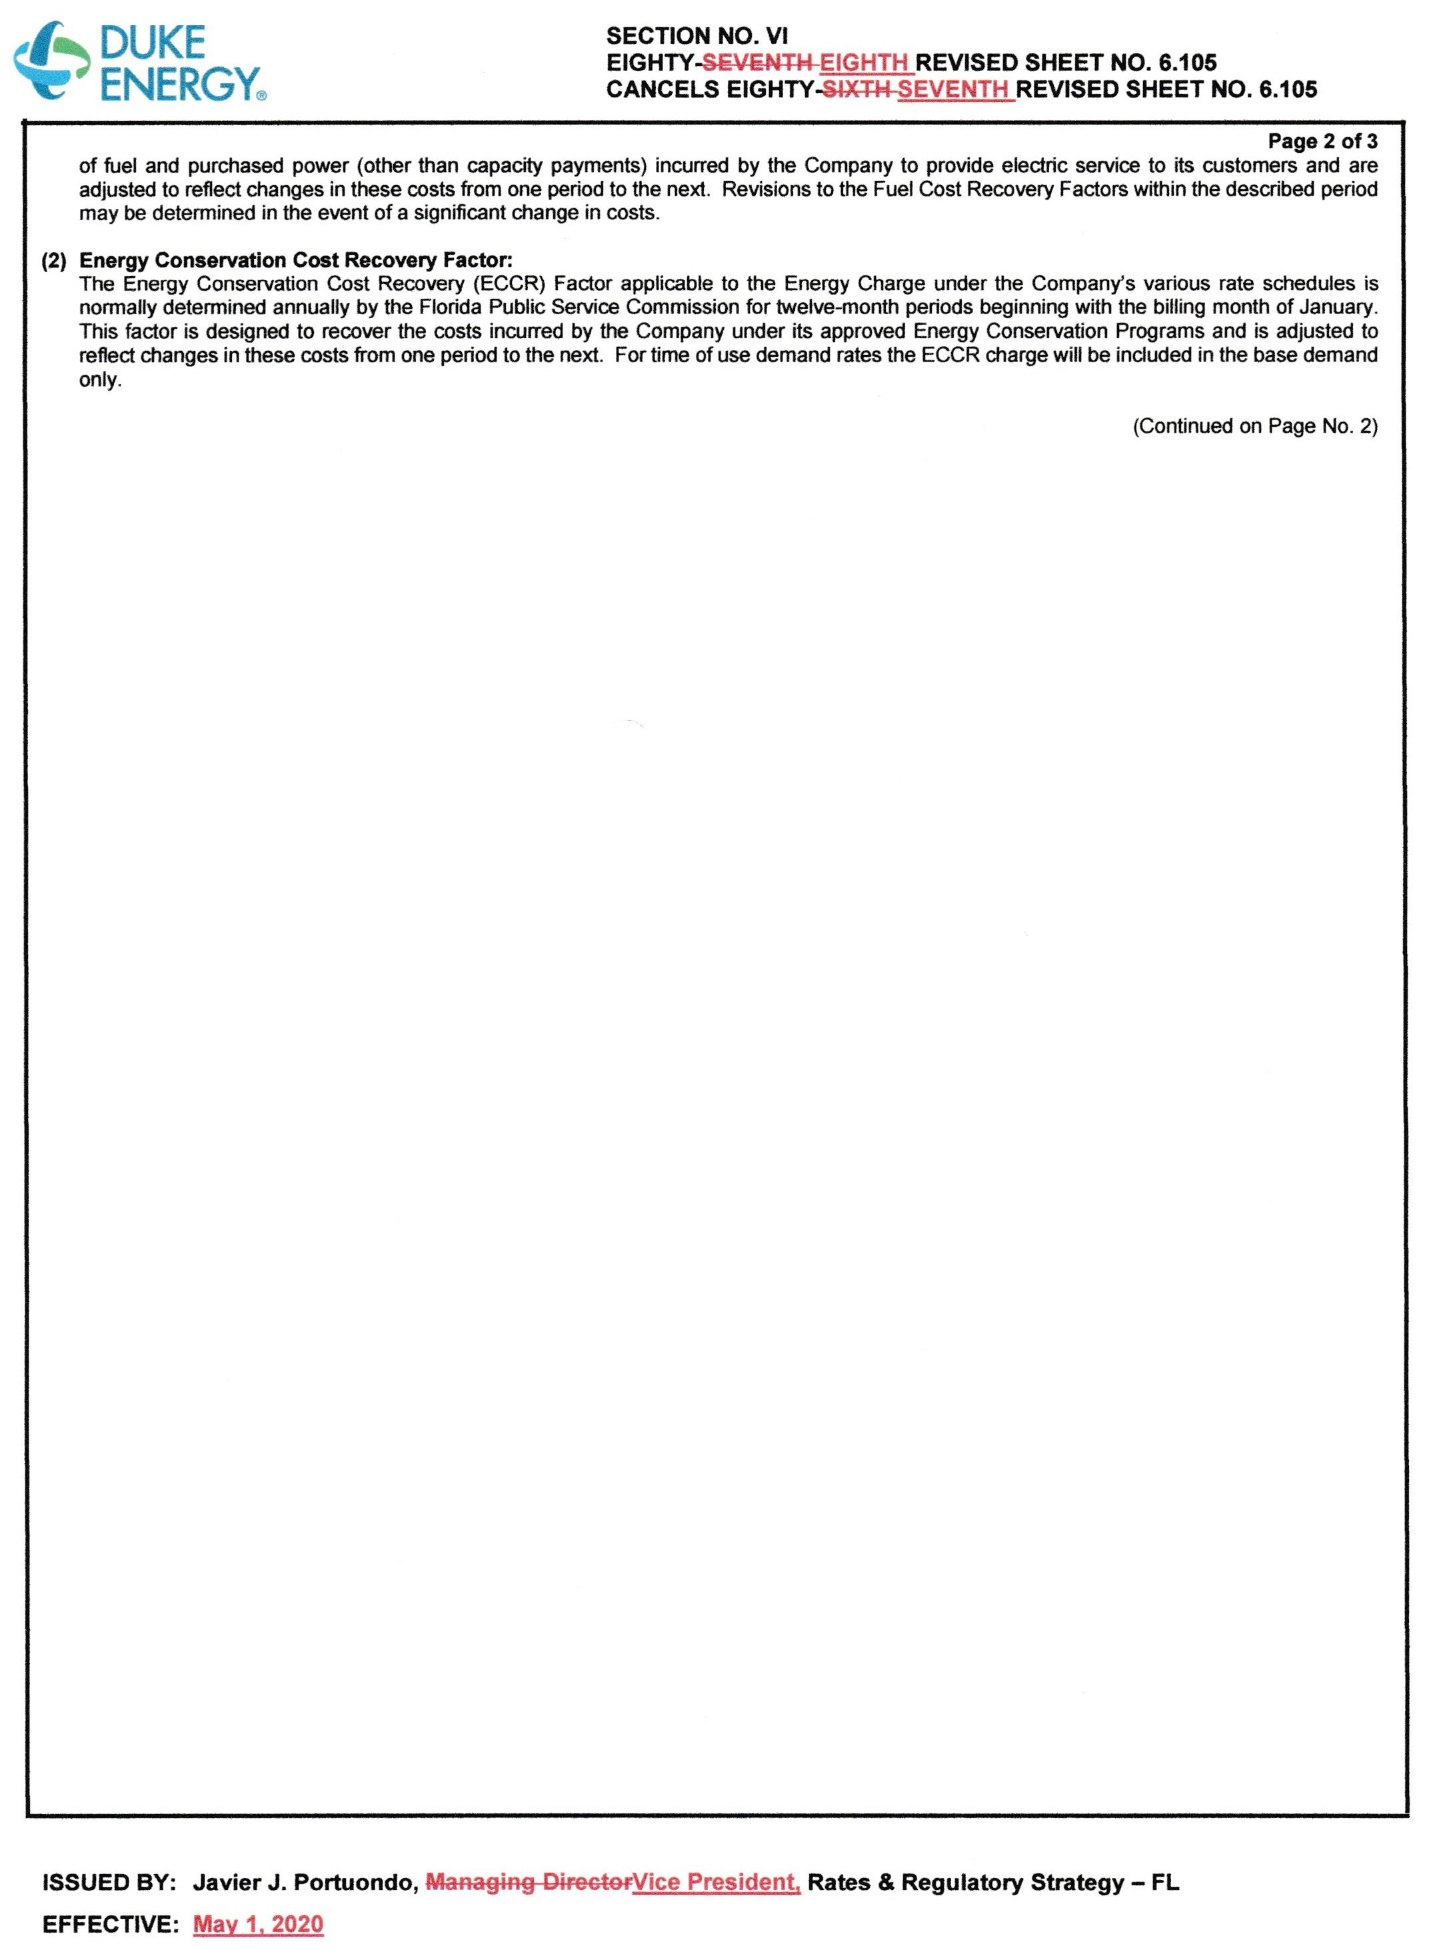 DUKE
ENERGY®
SECTION NO. VI
EIGHTY-SEVENTH EIGHTH REVISED SHEET NO. 6.105
CANCELS EIGHTY-SIXTH SEVENTH REVISED SHEET NO. 6.105
Page 2 of 3
of fuel and purchased power (other than capacity payments) incurred by the Company to provide electric service to its customers and are
adjusted to reflect changes in these costs from one period to the next. Revisions to the Fuel Cost Recovery Factors within the described period
may be determined in the event of a significant change in costs.
(2) Energy Conservation Cost Recovery Factor:
The Energy Conservation Cost Recovery (ECCR) Factor applicable to the Energy Charge under the Company's various rate schedules is
normally determined annually by the Florida Public Service Commission for twelve-month periods beginning with the billing month of January.
This factor is designed to recover the costs incurred by the Company under its approved Energy Conservation Programs and is adjusted to
reflect changes in these costs from one period to the next. For time of use demand rates the ECCR charge will be included in the base demand
only.
(Continued on Page No. 2)
ISSUED BY: Javier J. Portuondo, Managing DirectorVice President, Rates & Regulatory Strategy – FL
EFFECTIVE: May 1, 2020